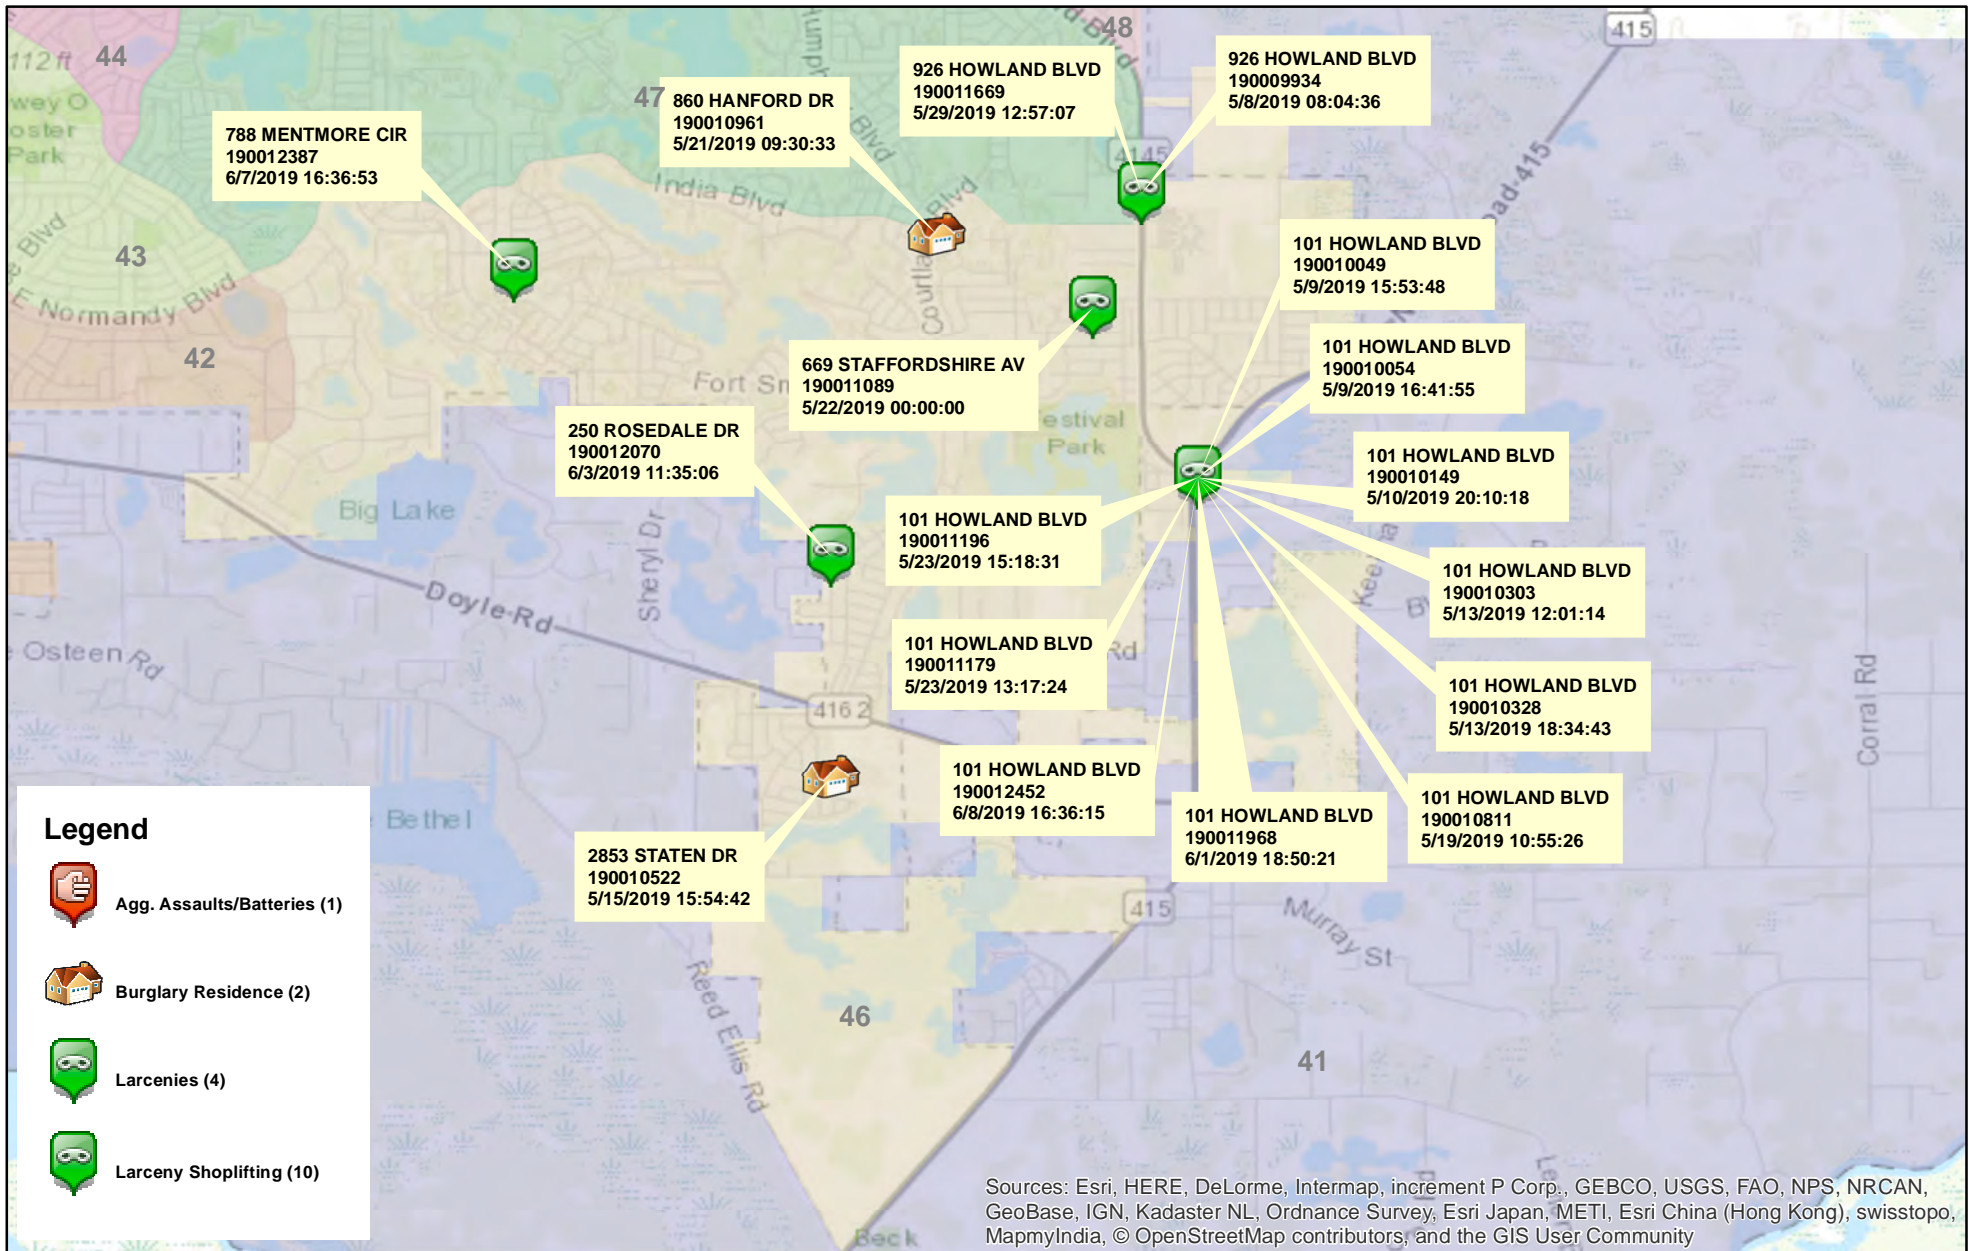 112 ft
44
48
415
47
926 HOWLAND BLVD
190011669
5/29/2019 12:57:07
926 HOWLAND BLVD
190009934
5/8/2019 08:04:36
860 HANFORD DR
190010961
5/21/2019 09:30:33
788 MENTMORE CIR
190012387
6/7/2019 16:36:53
Park
4145
India Blvd
Blvd
Blvd
43
E Normandy Blvd
42
101 HOWLAND BLVD
190010049
5/9/2019 15:53:48
101 HOWLAND BLVD
190010054
5/9/2019 16:41:55
669 STAFFORDSHIRE AV
190011089
5/22/2019 00:00:00
250 ROSEDALE DR
190012070
6/3/2019 11:35:06
Park
101 HOWLAND BLVD
190010149
5/10/2019 20:10:18
Big Lake
Sheryl Dr
101 HOWLAND BLVD
190011196
5/23/2019 15:18:31
101 HOWLAND BLVD
190010303
5/13/2019 12:01:14
Doyle-Rd
Osteen Rd
101 HOWLAND BLVD
190011179
5/23/2019 13:17:24
Rd
101 HOWLAND BLVD
190010328
5/13/2019 18:34:43
Corral Rd
416 2
101 HOWLAND BLVD
190012452
6/8/2019 16:36:15
101 HOWLAND BLVD
190011968
6/1/2019 18:50:21
101 HOWLAND BLVD
190010811
5/19/2019 10:55:26
Bethel
2853 STATEN DR
190010522
5/15/2019 15:54:42
415
Murray St
Reed Ellis Rd
46
41
Beck
Legend
Agg. Assaults/Batteries (1)
Burglary Residence (2)
Larcenies (4)
Larceny Shoplifting (10)
Sources: Esri, HERE, DeLorme, Intermap, increment P Corp., GEBCO, USGS, FAO, NPS, NRCAN,
GeoBase, IGN, Kadaster NL, Ordnance Survey, Esri Japan, METI, Esri China (Hong Kong), swisstopo,
MapmyIndia, © OpenStreetMap contributors, and the GIS User Community